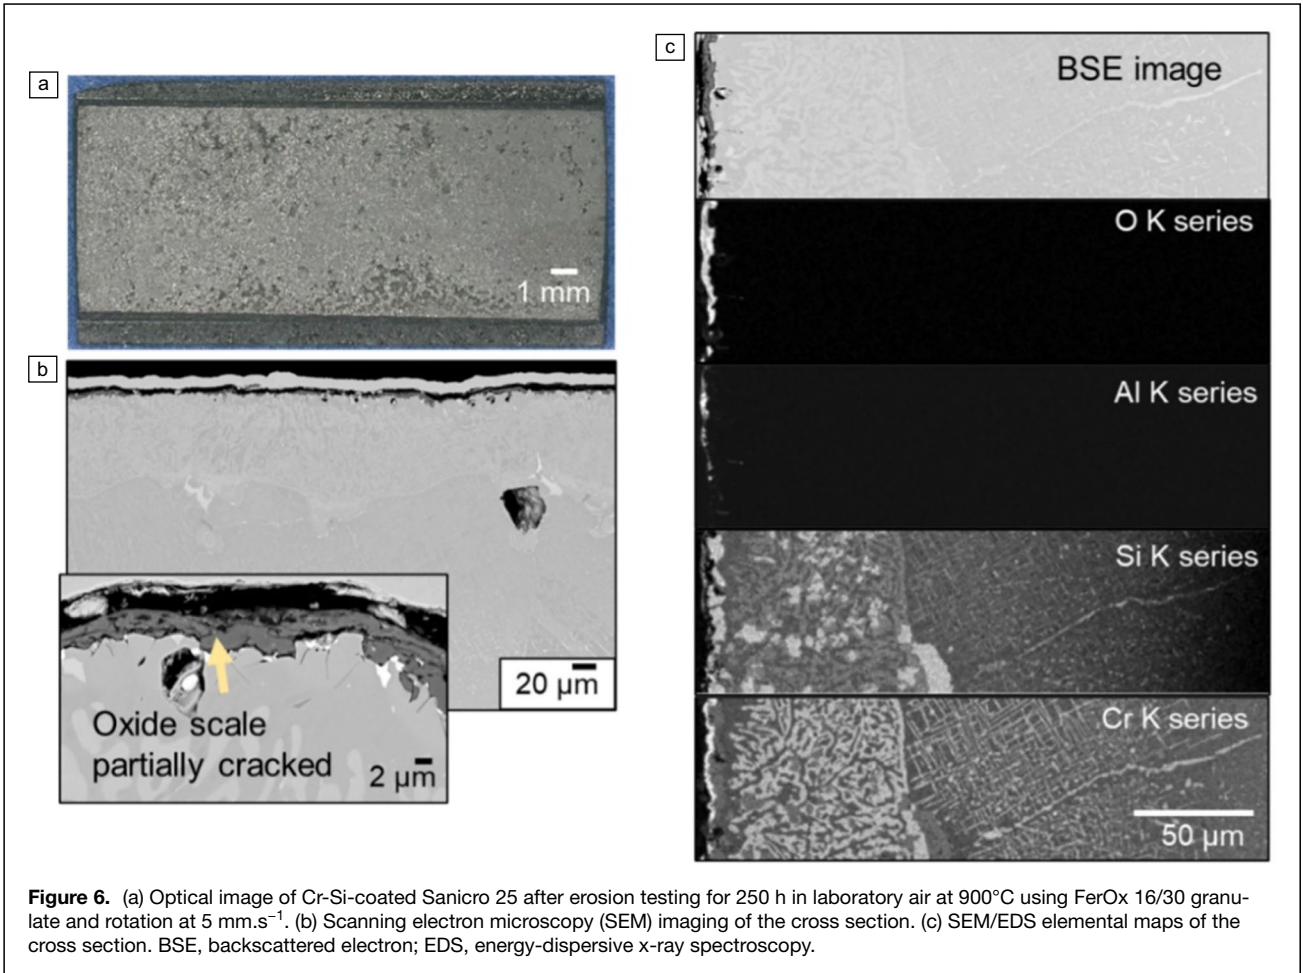 a
1 mm
b
20 µm
Oxide scale
partially cracked
2 µm
c
BSE image
O K series
Al K series
Si K series
Cr K series
50 µm
Figure 6. (a) Optical image of Cr-Si-coated Sanicro 25 after erosion testing for 250 h in laboratory air at 900°C using FerOx 16/30 granu-
late and rotation at 5 mm.s⁻¹. (b) Scanning electron microscopy (SEM) imaging of the cross section. (c) SEM/EDS elemental maps of the
cross section. BSE, backscattered electron; EDS, energy-dispersive x-ray spectroscopy.